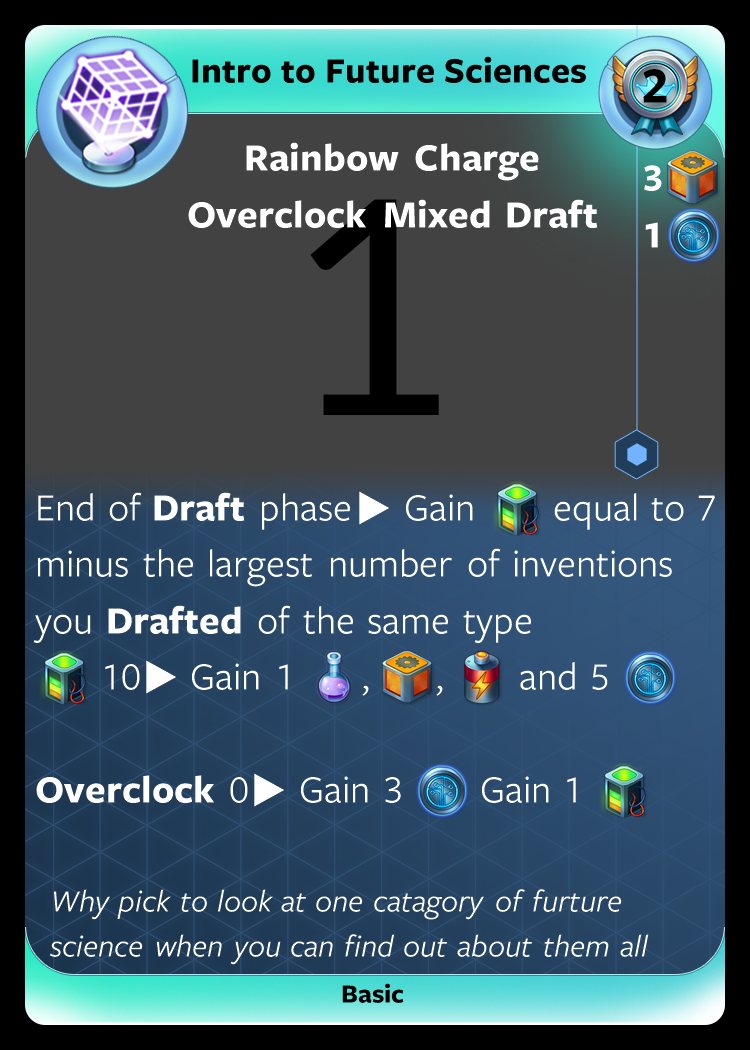 Intro to Future Sciences
2
Rainbow Charge
3
Overclock Mixed Draft
1
1
End of Draft phase▶ Gain equal to 7
minus the largest number of inventions
you Drafted of the same type
10▶ Gain 1 , , and 5
Overclock 0▶ Gain 3 Gain 1
Why pick to look at one catagory of furture
science when you can find out about them all
Basic